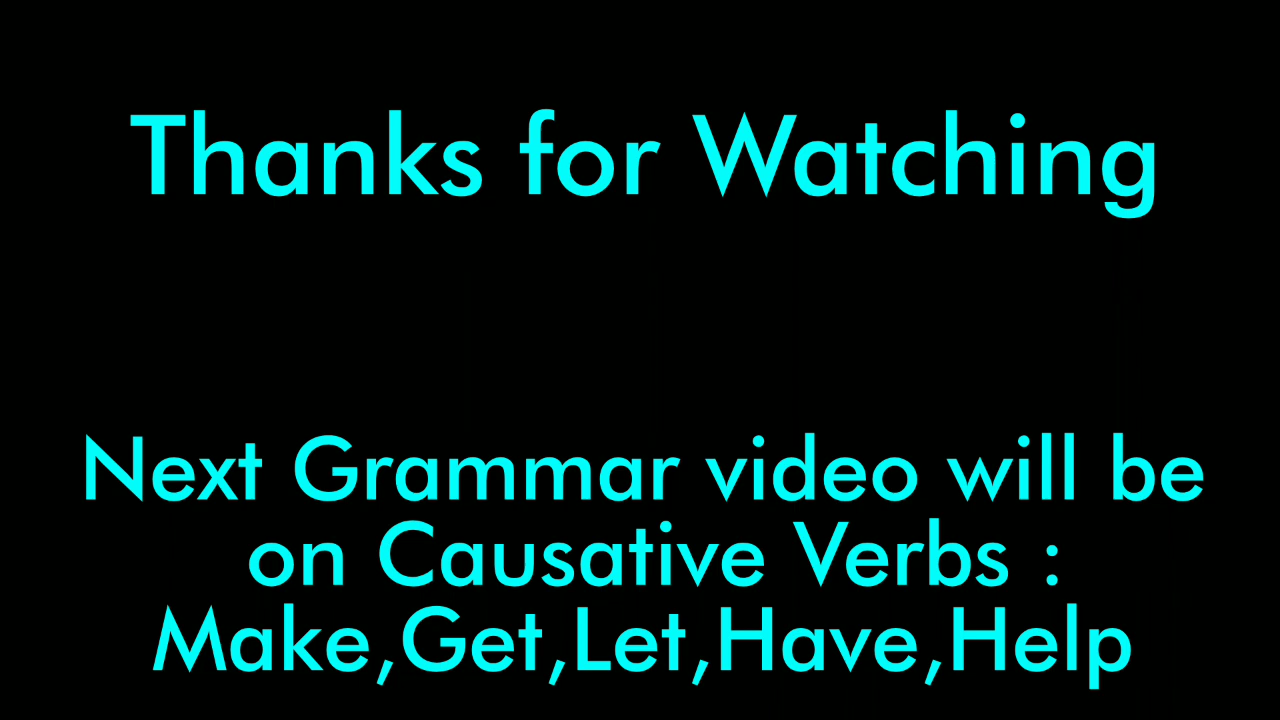 Thanks for Watching
Next Grammar video will be
on Causative Verbs :
Make,Get,Let,Have,Help